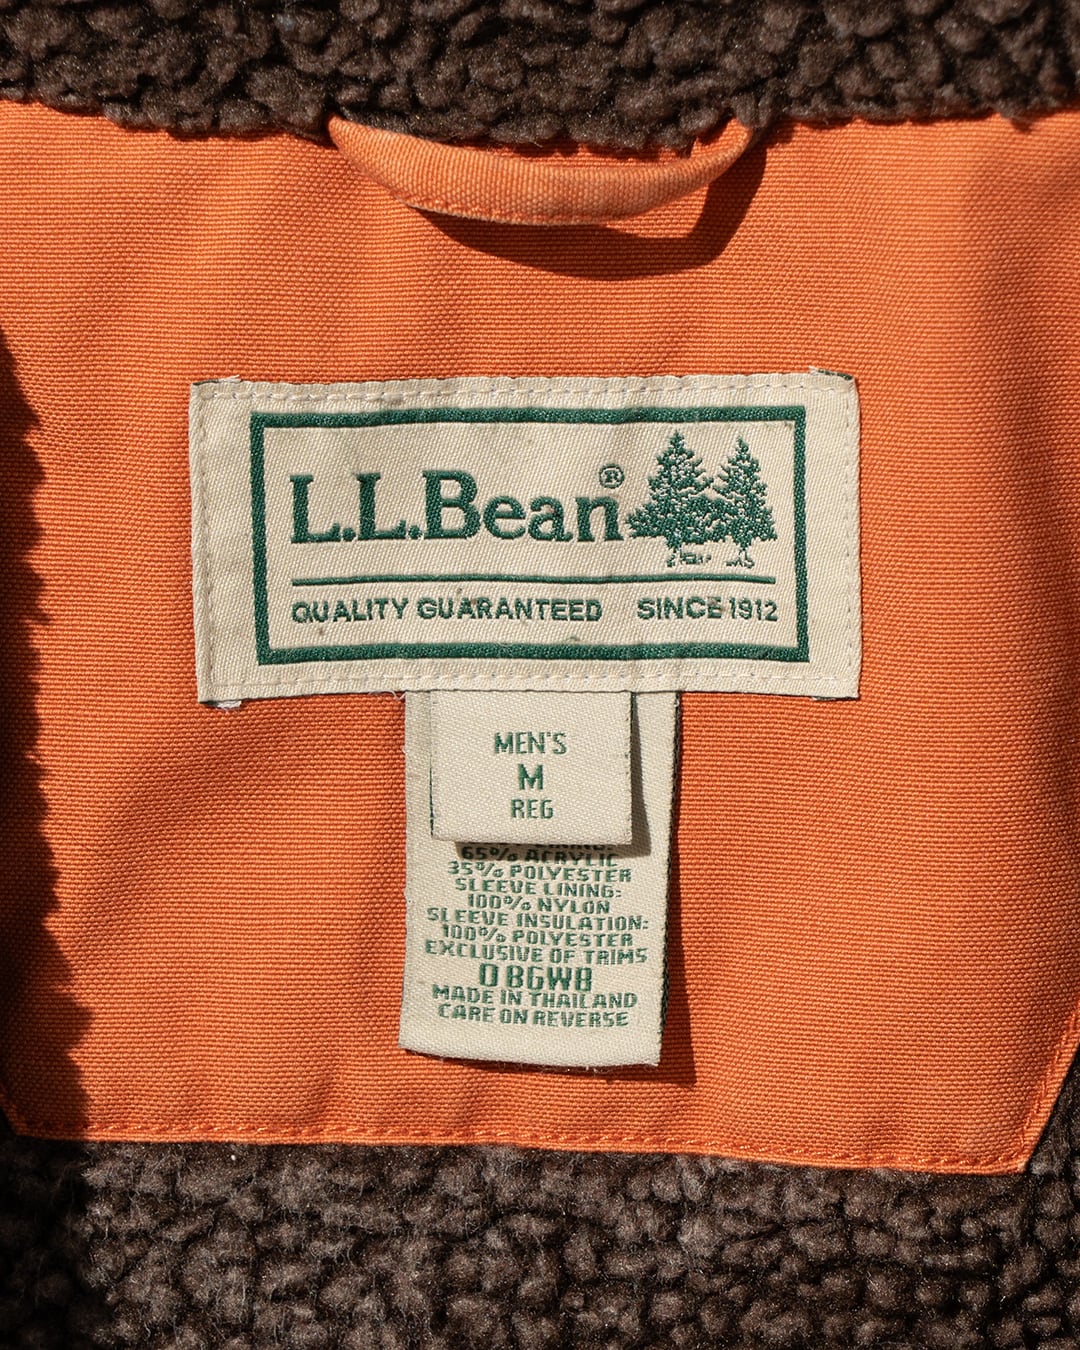 L.L.Bean®
QUALITY GUARANTEED SINCE 1912
MEN'S
M
REG
65% ACRYLIC
35% POLYESTER
SLEEVE LINING:
100% NYLON
SLEEVE INSULATION:
100% POLYESTER
EXCLUSIVE OF TRIMS
0 BGW8
MADE IN THAILAND
CARE ON REVERSE